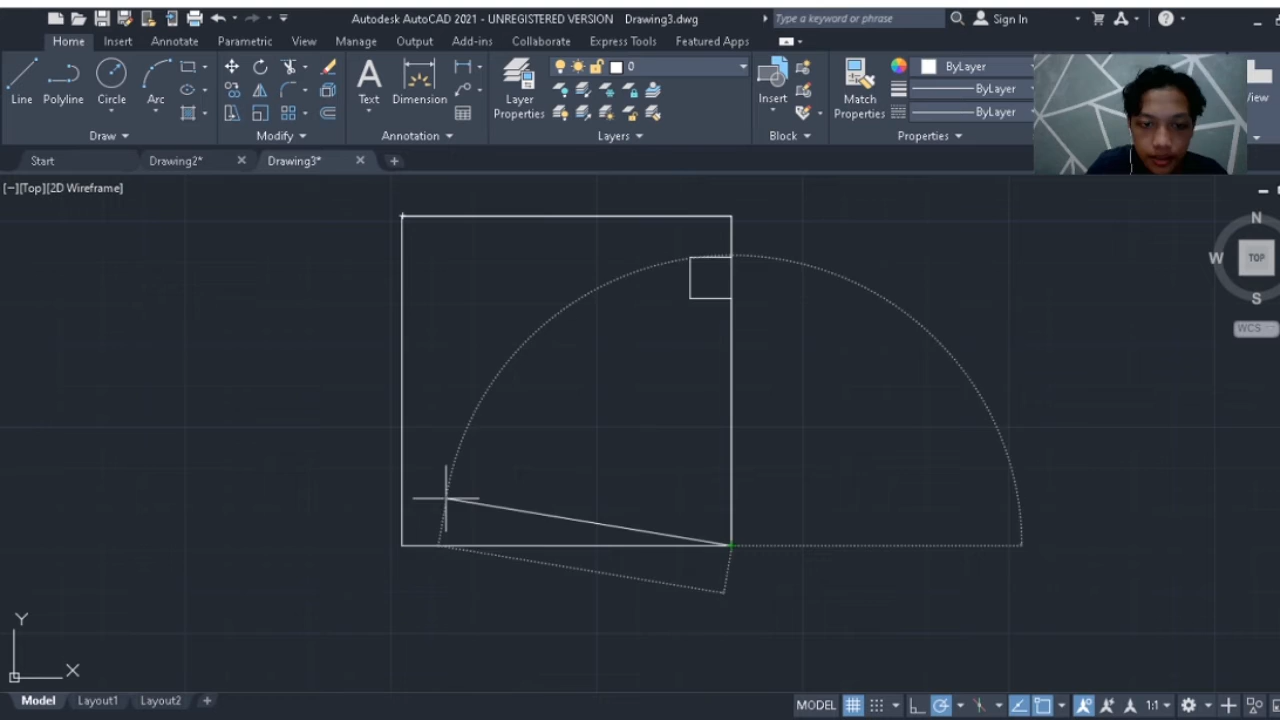 Autodesk AutoCAD 2021 - UNREGISTERED VERSION Drawing3.dwg Type a keyword or phrase Sign In
Home Insert Annotate Parametric View Manage Output Add-ins Collaborate Express Tools Featured Apps
Line Polyline Circle Arc Text Dimension Layer Properties 0 Insert Match Properties ByLayer
ByLayer
ByLayer
View
Draw Modify Annotation Layers Block Properties
Start Drawing2* Drawing3*
[−][Top][2D Wireframe]
N
W TOP
S
WCS
Y
X
Model Layout1 Layout2 MODEL 1:1